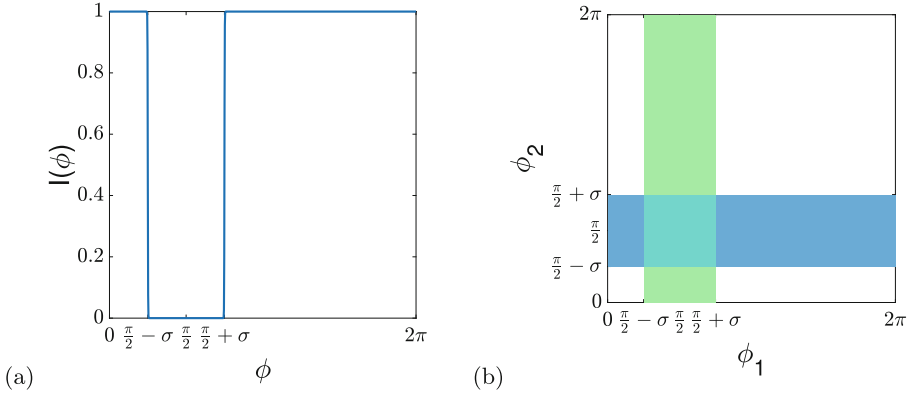 1
0.8
0.6
0.4
0.2
0
I(ϕ)
0 π/2 − σ π/2 π/2 + σ 2π
ϕ
(a)
2π
π/2 + σ
π/2
π/2 − σ
0
ϕ2
0 π/2 − σ π/2 π/2 + σ 2π
ϕ1
(b)